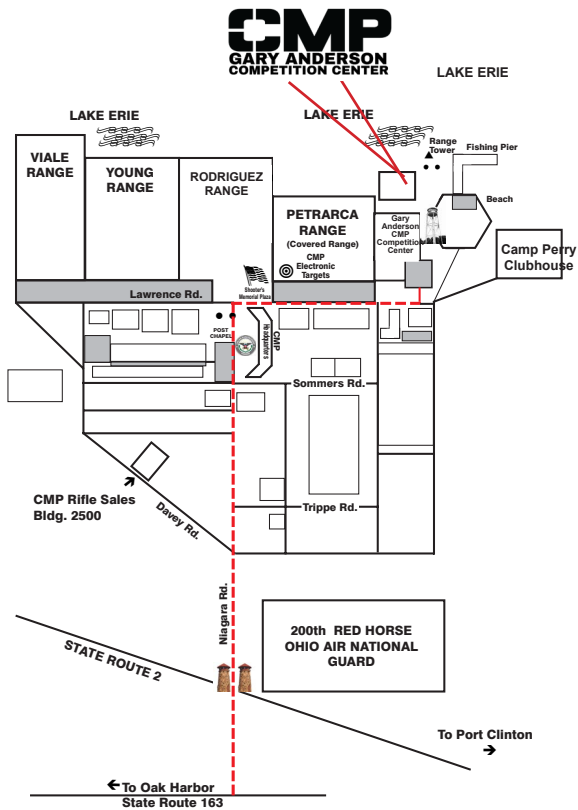 CMP
GARY ANDERSON
COMPETITION CENTER
LAKE ERIE
LAKE ERIE
LAKE ERIE
VIALE
RANGE
YOUNG
RANGE
RODRIGUEZ
RANGE
Range
Tower
Fishing Pier
Beach
PETRARCA
RANGE
(Covered Range)
CMP
Electronic
Targets
Gary
Anderson
CMP
Competition
Center
Camp Perry
Clubhouse
Shooter's
Memorial Plaza
Lawrence Rd.
POST
CHAPEL
CMP
Headquarters
Sommers Rd.
CMP Rifle Sales
Bldg. 2500
Davey Rd.
Trippe Rd.
Niagara Rd.
200th RED HORSE
OHIO AIR NATIONAL
GUARD
STATE ROUTE 2
To Port Clinton
To Oak Harbor
State Route 163